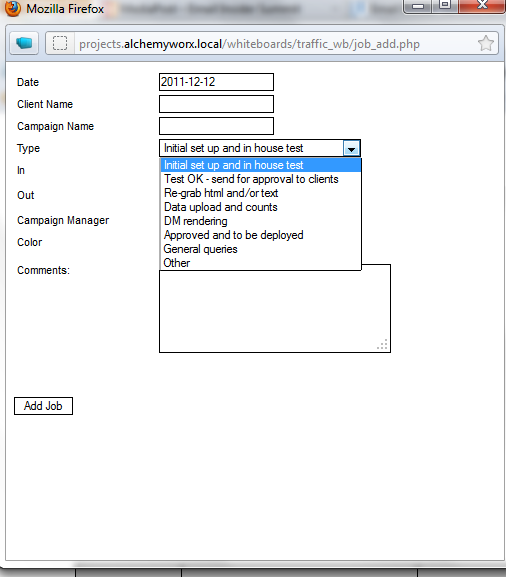 Mozilla Firefox
projects.alchemyworx.local/whiteboards/traffic_wb/job_add.php
Date 2011-12-12
Client Name
Campaign Name
Type Initial set up and in house test
Initial set up and in house test
In
Test OK - send for approval to clients
Re-grab html and/or text
Out
Data upload and counts
DM rendering
Campaign Manager
Approved and to be deployed
Color
General queries
Other
Comments:
Add Job